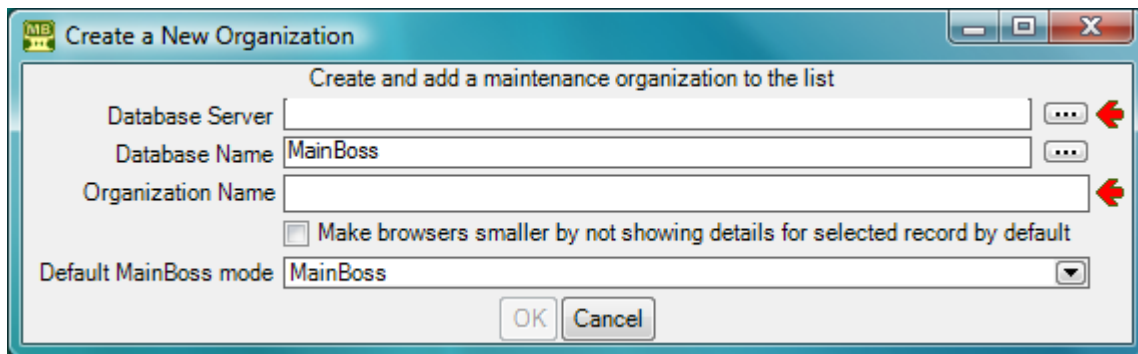 MB
Create a New Organization
Create and add a maintenance organization to the list
Database Server
Database Name MainBoss
Organization Name
Make browsers smaller by not showing details for selected record by default
Default MainBoss mode MainBoss
OK Cancel